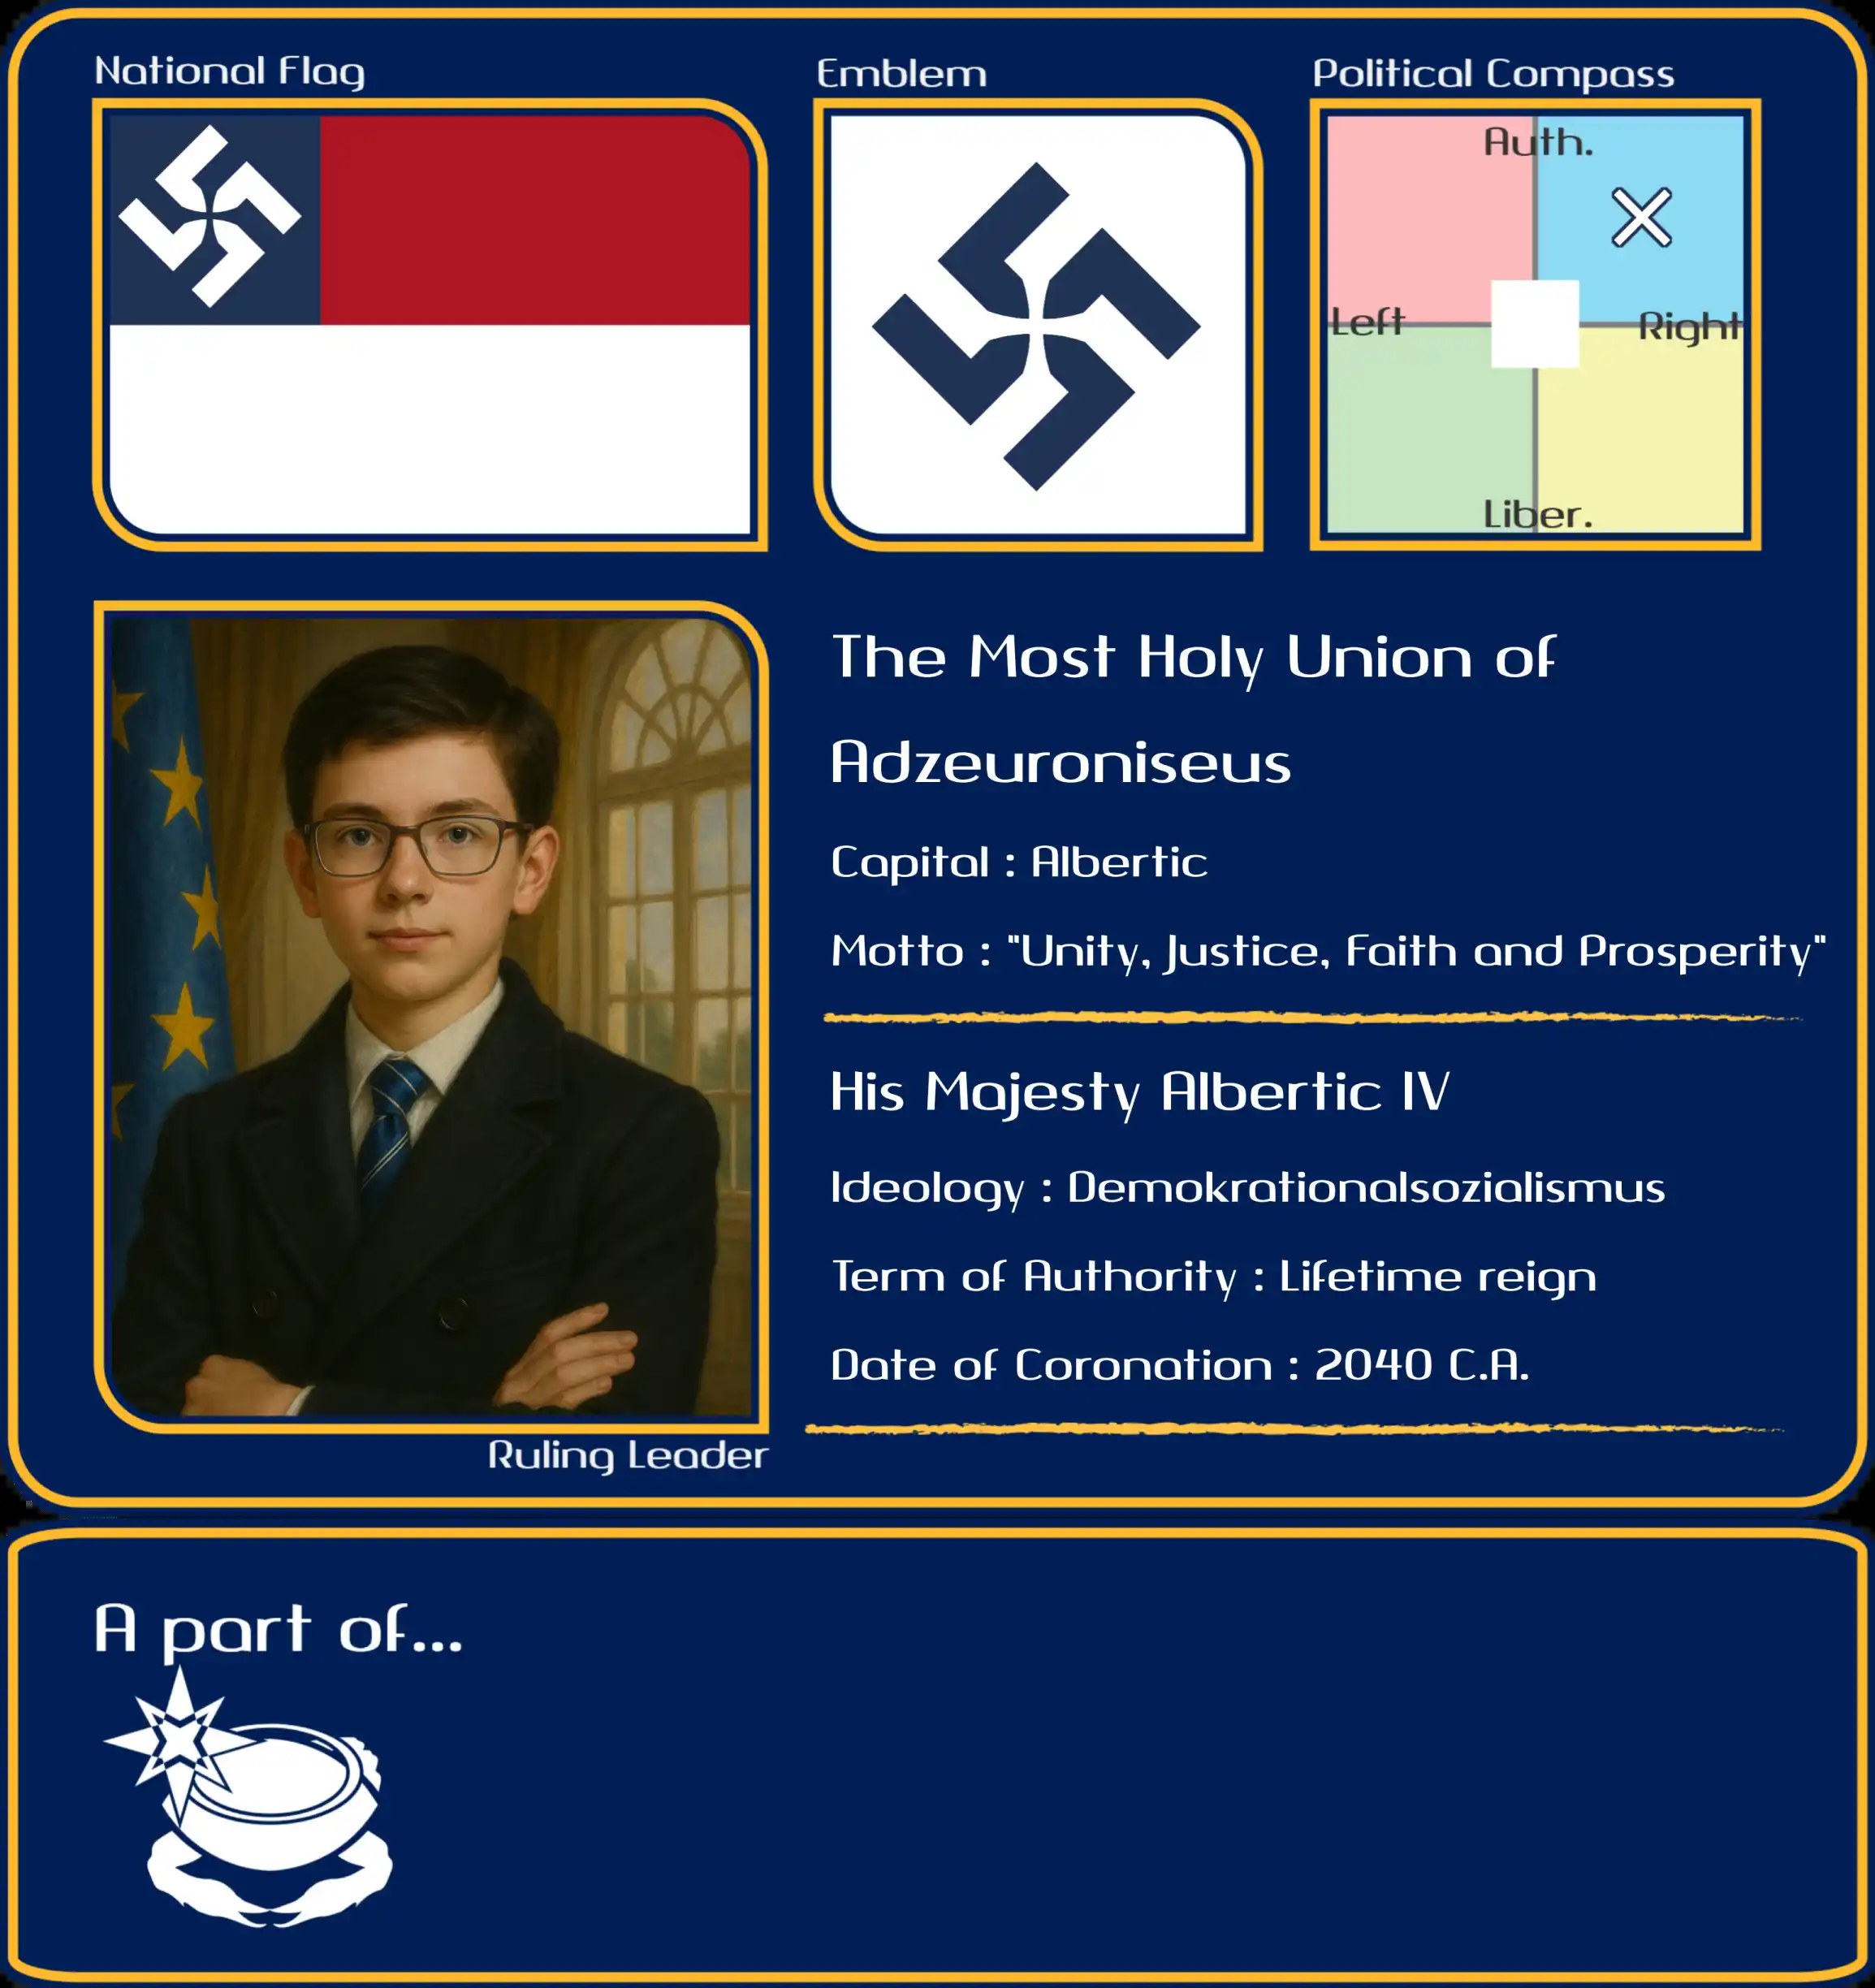 National Flag
Emblem
Political Compass
Auth.
Left
Right
Liber.
The Most Holy Union of
Adzeuroniseus
Capital : Albertic
Motto : "Unity, Justice, Faith and Prosperity"
His Majesty Albertic IV
Ideology : Demokrationalsozialismus
Term of Authority : Lifetime reign
Date of Coronation : 2040 C.A.
Ruling Leader
A part of...